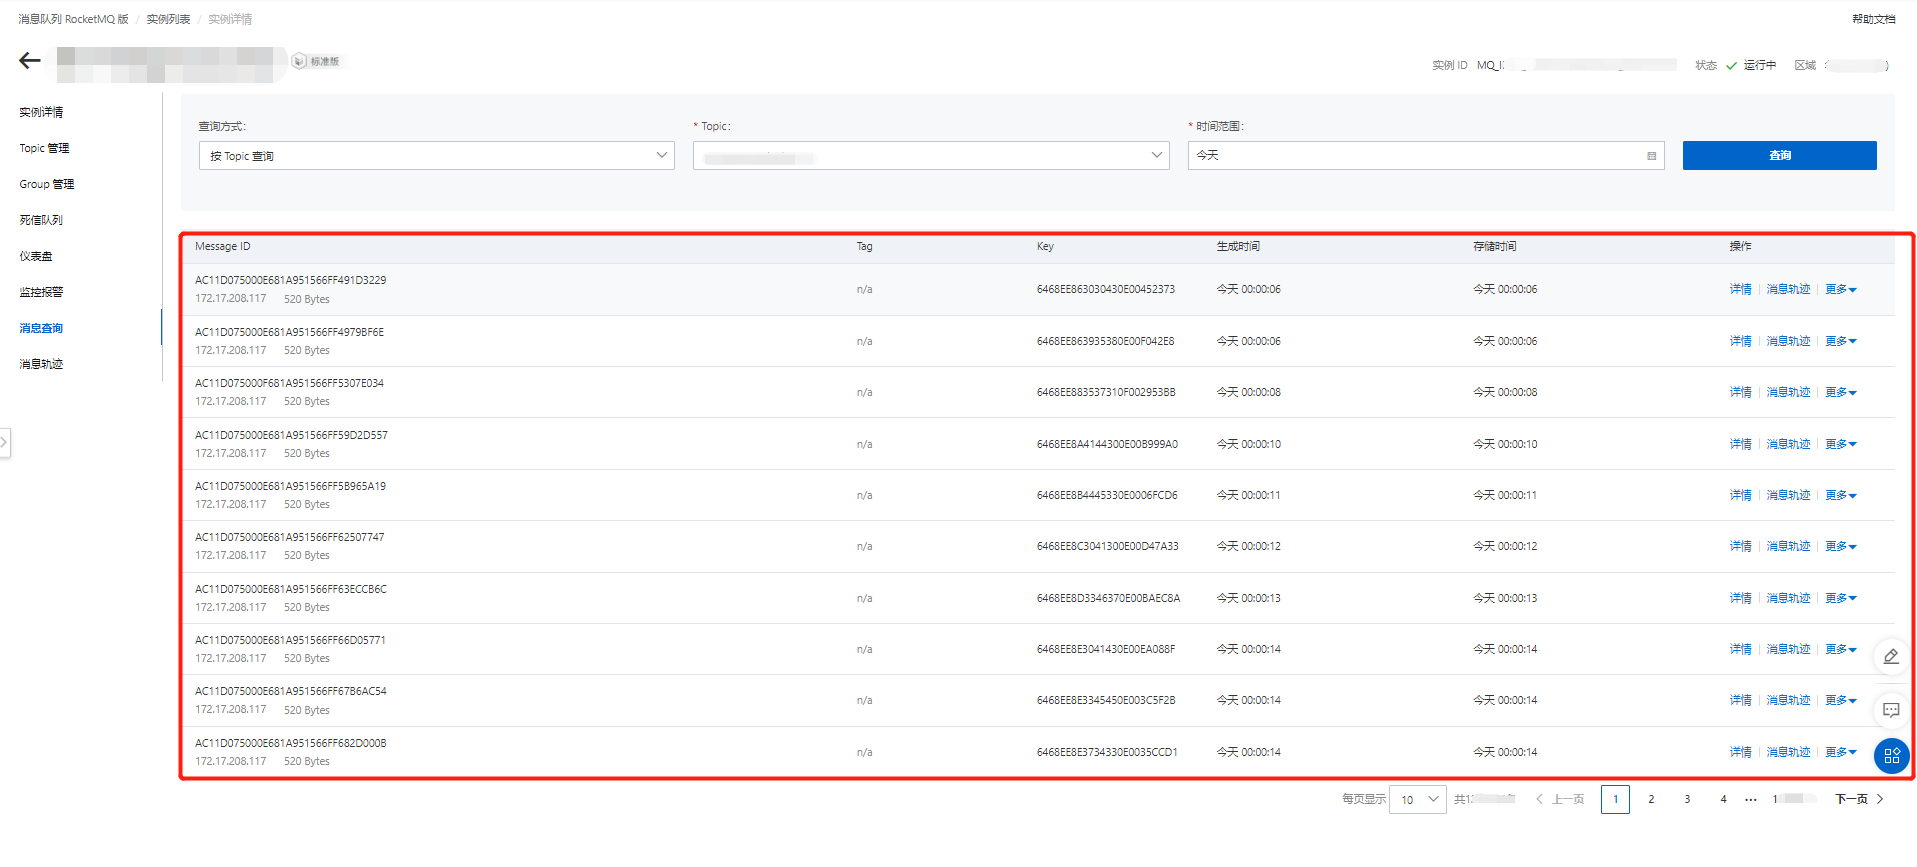 消息队列 RocketMQ 版 / 实例列表 / 实例详情
帮助文档
标准版
实例 ID MQ_I
状态 运行中 区域
实例详情
Topic 管理
Group 管理
死信队列
仪表盘
监控报警
消息查询
消息轨迹
查询方式: * Topic: * 时间范围:
按 Topic 查询 今天 查询
Message ID Tag Key 生成时间 存储时间 操作
AC11D075000E681A951566FF491D3229
172.17.208.117 520 Bytes
n/a 6468EE863030430E00452373 今天 00:00:06 今天 00:00:06 详情 消息轨迹 更多
AC11D075000E681A951566FF4979BF6E
172.17.208.117 520 Bytes
n/a 6468EE863935380E00F042E8 今天 00:00:06 今天 00:00:06 详情 消息轨迹 更多
AC11D075000F681A951566FF5307E034
172.17.208.117 520 Bytes
n/a 6468EE883537310F002953BB 今天 00:00:08 今天 00:00:08 详情 消息轨迹 更多
AC11D075000E681A951566FF59D2D557
172.17.208.117 520 Bytes
n/a 6468EE8A4144300E00B999A0 今天 00:00:10 今天 00:00:10 详情 消息轨迹 更多
AC11D075000E681A951566FF5B965A19
172.17.208.117 520 Bytes
n/a 6468EE8B4445330E0006FCD6 今天 00:00:11 今天 00:00:11 详情 消息轨迹 更多
AC11D075000E681A951566FF62507747
172.17.208.117 520 Bytes
n/a 6468EE8C3041300E00D47A33 今天 00:00:12 今天 00:00:12 详情 消息轨迹 更多
AC11D075000E681A951566FF63ECCB6C
172.17.208.117 520 Bytes
n/a 6468EE8D3346370E00BAEC8A 今天 00:00:13 今天 00:00:13 详情 消息轨迹 更多
AC11D075000E681A951566FF66D05771
172.17.208.117 520 Bytes
n/a 6468EE8E3041430E00EA088F 今天 00:00:14 今天 00:00:14 详情 消息轨迹 更多
AC11D075000E681A951566FF67B6AC54
172.17.208.117 520 Bytes
n/a 6468EE8E3345450E003C5F2B 今天 00:00:14 今天 00:00:14 详情 消息轨迹 更多
AC11D075000E681A951566FF682D000B
172.17.208.117 520 Bytes
n/a 6468EE8E3734330E0035CCD1 今天 00:00:14 今天 00:00:14 详情 消息轨迹 更多
每页显示 10 共1 上一页 1 2 3 4 ••• 1 下一页